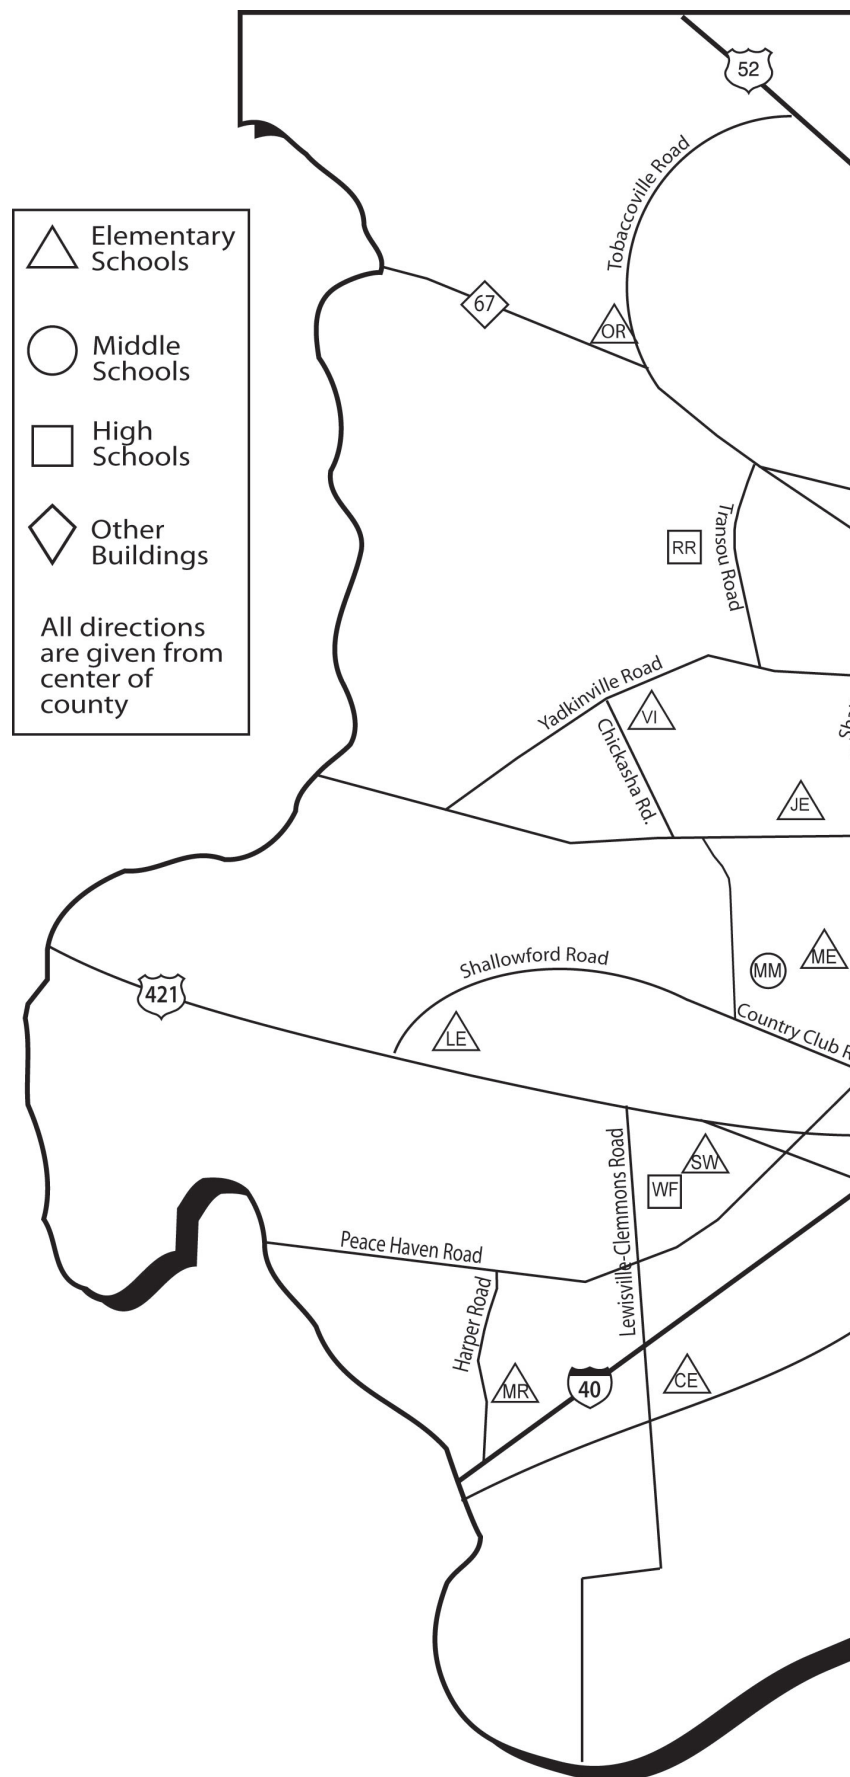 52
Tobaccoville Road
Elementary
Schools
67
OR
Middle
Schools
High
Schools
Transou Road
RR
Other
Buildings
All directions
are given from
center of
county
Yadkinville Road
VI
Chickasha Rd.
JE
ME
MM
Shallowford Road
421
Country Club R
LE
Lewisville-Clemmons Road
SW
WF
Peace Haven Road
Harper Road
MR
40
CE